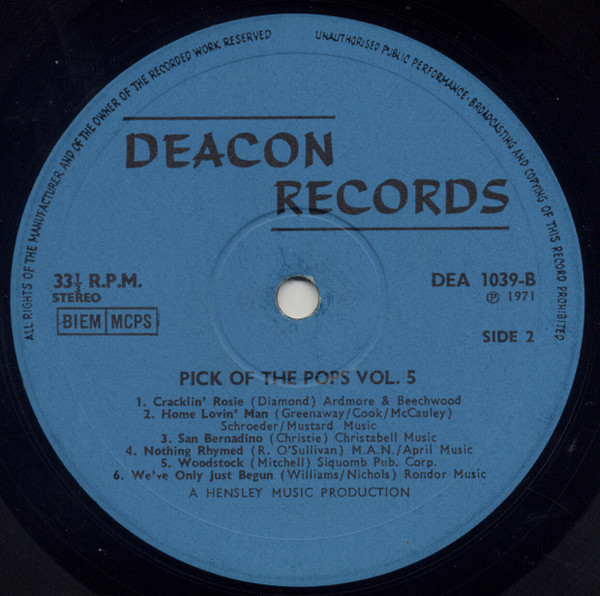 ALL RIGHTS OF THE MANUFACTURER AND OF THE OWNER OF THE RECORDED WORK RESERVED
UNAUTHORISED PUBLIC PERFORMANCE · BROADCASTING AND COPYING OF THIS RECORD PROHIBITED
DEACON
RECORDS
33⅓ R.P.M.
STEREO
BIEM MCPS
DEA 1039-B
℗ 1971
SIDE 2
PICK OF THE POPS VOL. 5
1. Cracklin' Rosie (Diamond) Ardmore & Beechwood
2. Home Lovin' Man (Greenaway/Cook/McCauley)
Schroeder/Mustard Music
3. San Bernadino (Christie) Christabell Music
4. Nothing Rhymed (R. O'Sullivan) M.A.N./April Music
5. Woodstock (Mitchell) Siquomb Pub. Corp.
6. We've Only Just Begun (Williams/Nichols) Rondor Music
A HENSLEY MUSIC PRODUCTION